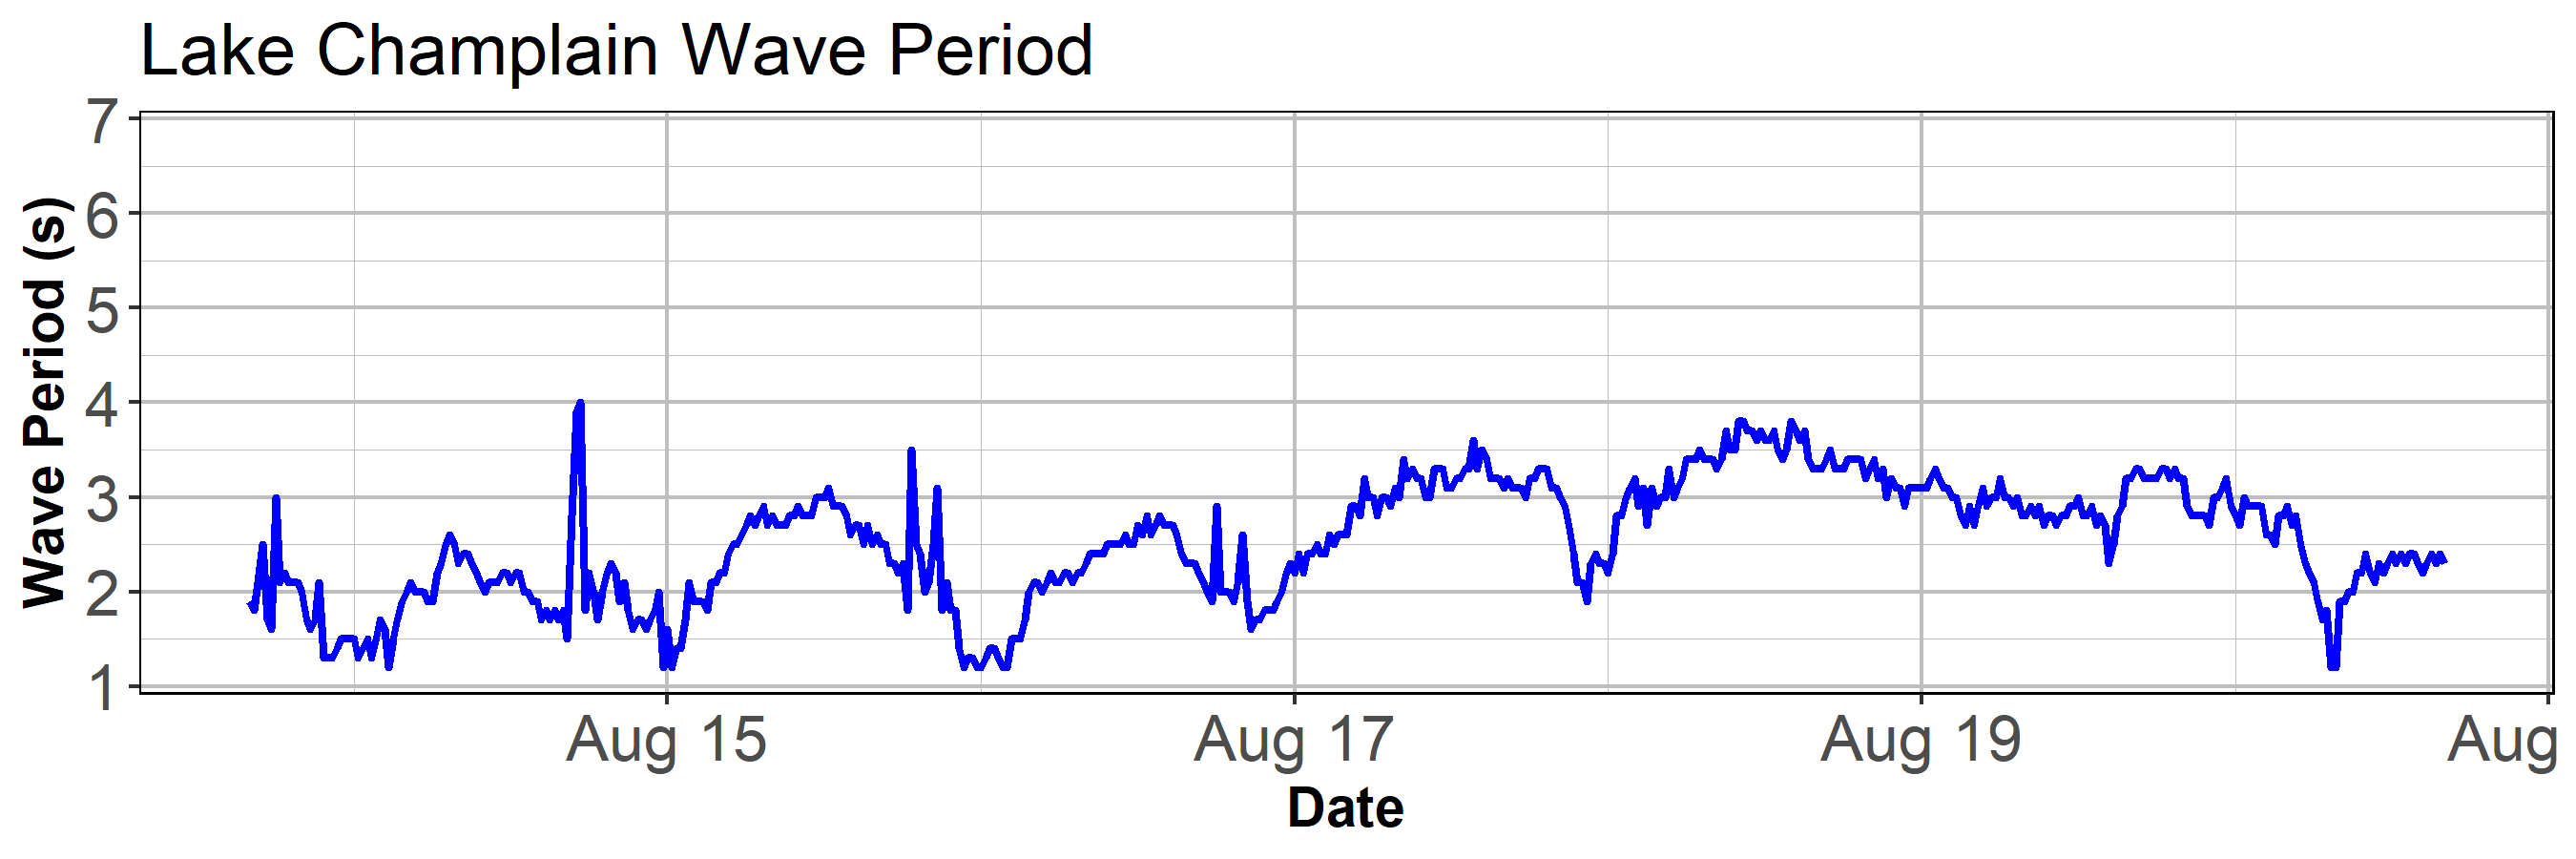 Lake Champlain Wave Period
Wave Period (s)
7
6
5
4
3
2
1
Aug 15
Aug 17
Aug 19
Aug
Date